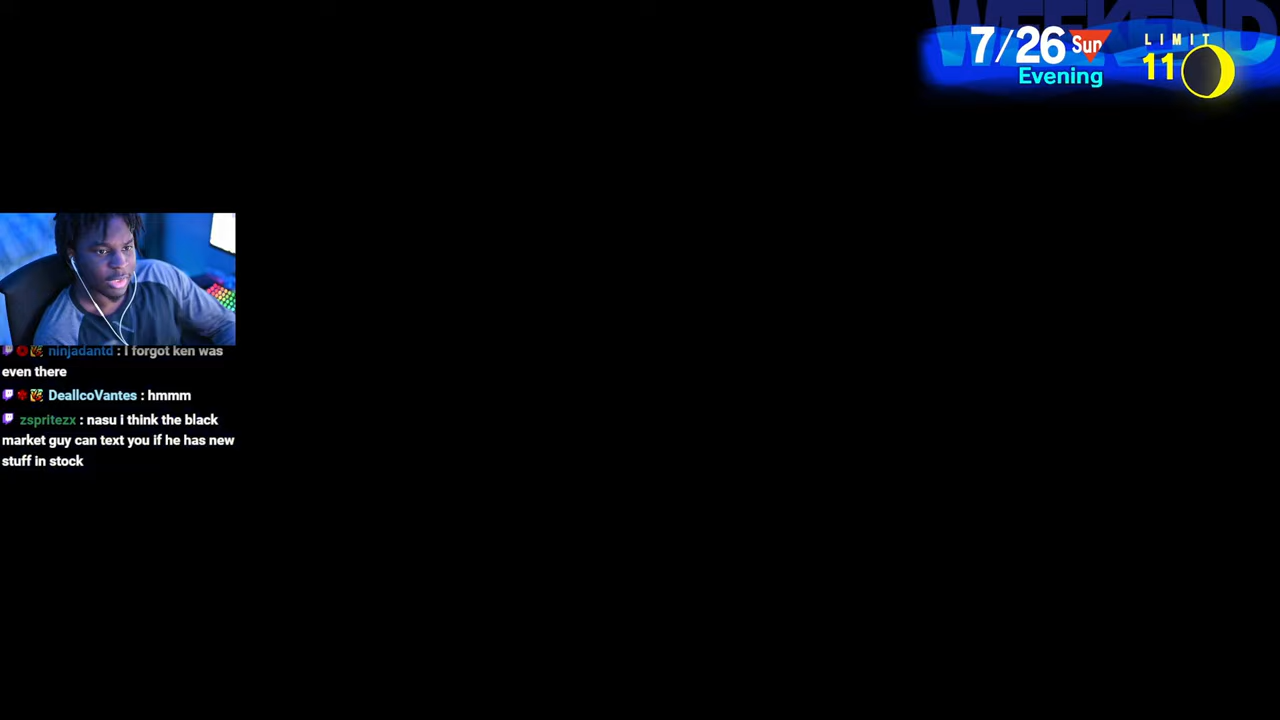 WEEKEND
7/26 Sun
Evening
LIMIT
11
ninjadantd : I forgot ken was
even there
DeallcoVantes : hmmm
zspritezx : nasu i think the black
market guy can text you if he has new
stuff in stock